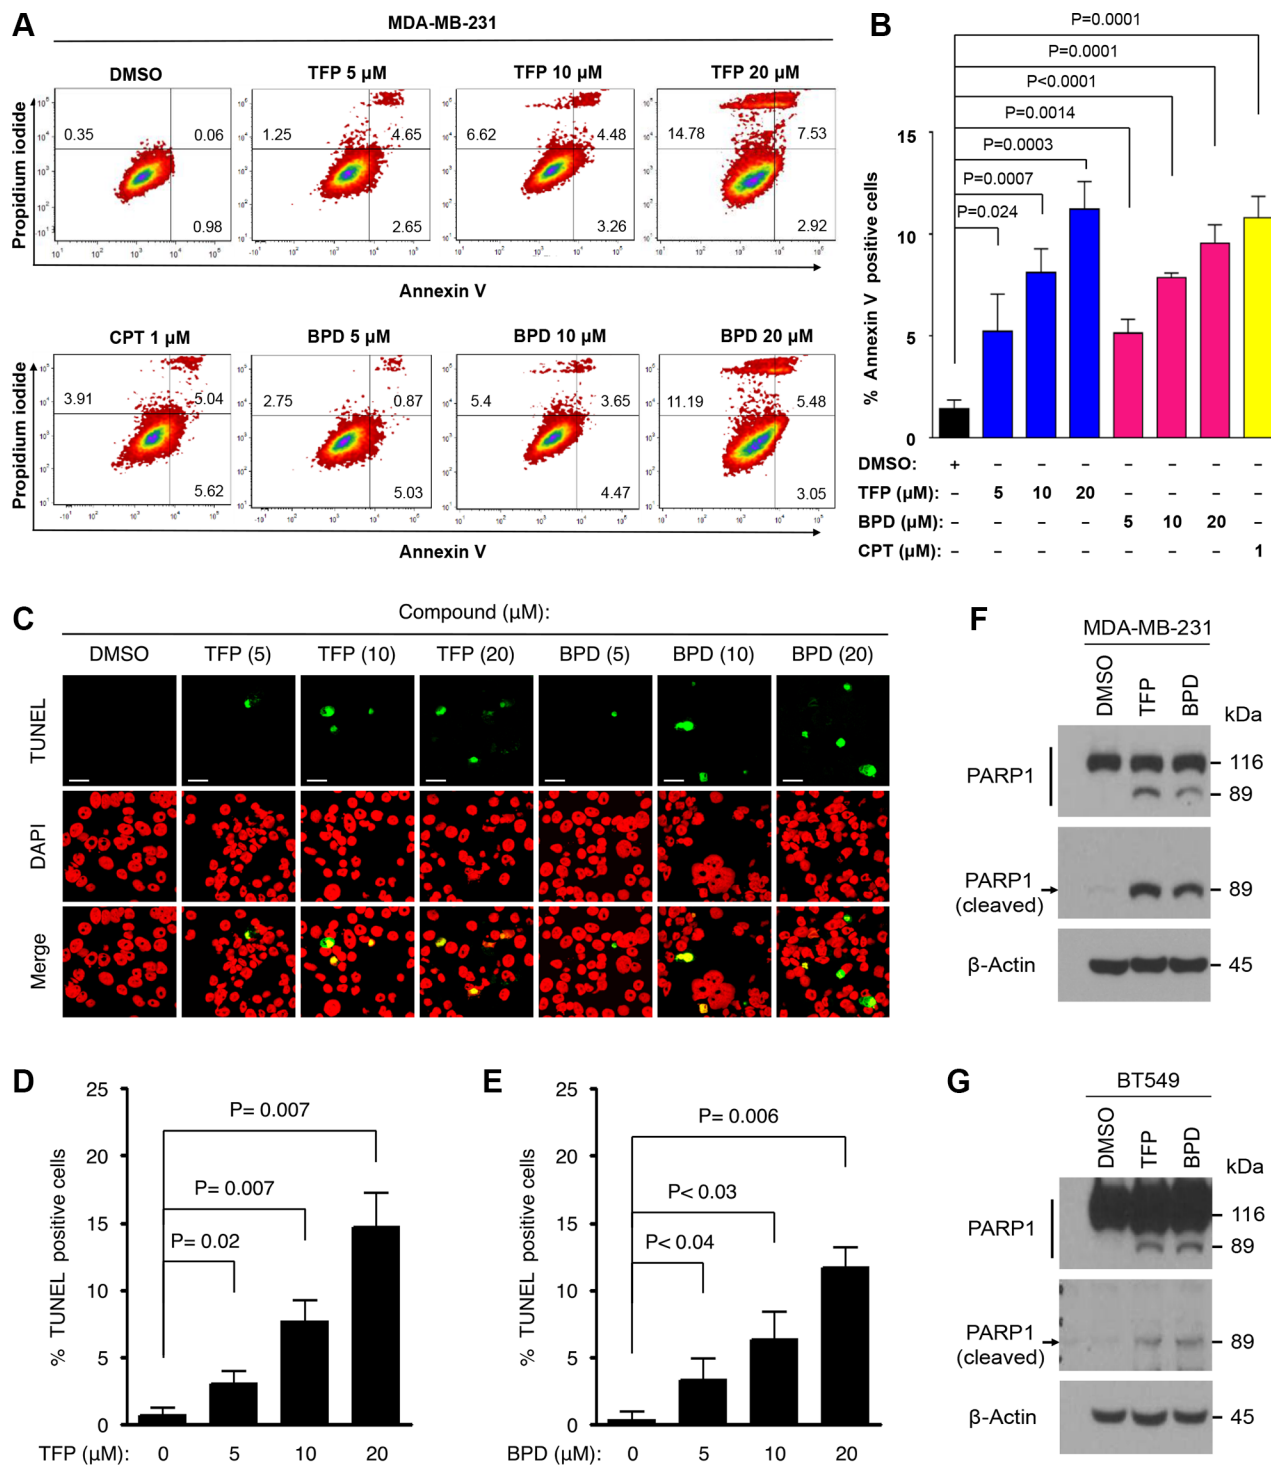 A
MDA-MB-231
DMSO
TFP 5 µM
TFP 10 µM
TFP 20 µM
Propidium iodide
0.35
0.06
0.98
1.25
4.65
2.65
6.62
4.48
3.26
14.78
7.53
2.92
Annexin V
CPT 1 µM
BPD 5 µM
BPD 10 µM
BPD 20 µM
Propidium iodide
3.91
5.04
5.62
2.75
0.87
5.03
5.4
3.65
4.47
11.19
5.48
3.05
Annexin V
B
P=0.0001
P=0.0001
P<0.0001
P=0.0014
P=0.0003
P=0.0007
P=0.024
% Annexin V positive cells
15
10
5
0
DMSO: + – – – – – – –
TFP (µM): – 5 10 20 – – – –
BPD (µM): – – – – 5 10 20 –
CPT (µM): – – – – – – – 1
C
Compound (µM):
DMSO TFP (5) TFP (10) TFP (20) BPD (5) BPD (10) BPD (20)
TUNEL
DAPI
Merge
D
% TUNEL positive cells
25
20
15
10
5
0
P= 0.007
P= 0.007
P= 0.02
TFP (µM): 0 5 10 20
E
% TUNEL positive cells
25
20
15
10
5
0
P= 0.006
P< 0.03
P< 0.04
BPD (µM): 0 5 10 20
F
MDA-MB-231
DMSO
TFP
BPD
kDa
PARP1
116
89
PARP1
(cleaved)
89
β-Actin
45
G
BT549
DMSO
TFP
BPD
kDa
PARP1
116
89
PARP1
(cleaved)
89
β-Actin
45